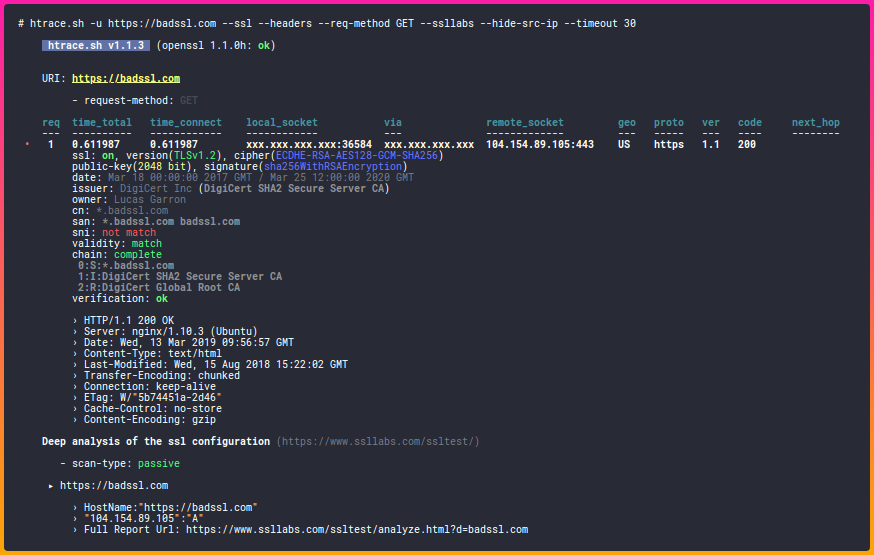 # htrace.sh -u https://badssl.com --ssl --headers --req-method GET --ssllabs --hide-src-ip --timeout 30
htrace.sh v1.1.3 (openssl 1.1.0h: ok)
URI: https://badssl.com
- request-method: GET
req time_total time_connect local_socket via remote_socket geo proto ver code next_hop
--- ---------- ------------ ------------ --- ------------- --- ----- --- ---- --------
• 1 0.611987 0.611987 xxx.xxx.xxx.xxx:36584 xxx.xxx.xxx.xxx 104.154.89.105:443 US https 1.1 200
ssl: on, version(TLSv1.2), cipher(ECDHE-RSA-AES128-GCM-SHA256)
public-key(2048 bit), signature(sha256WithRSAEncryption)
date: Mar 18 00:00:00 2017 GMT / Mar 25 12:00:00 2020 GMT
issuer: DigiCert Inc (DigiCert SHA2 Secure Server CA)
owner: Lucas Garron
cn: *.badssl.com
san: *.badssl.com badssl.com
sni: not match
validity: match
chain: complete
0:S:*.badssl.com
1:I:DigiCert SHA2 Secure Server CA
2:R:DigiCert Global Root CA
verification: ok
› HTTP/1.1 200 OK
› Server: nginx/1.10.3 (Ubuntu)
› Date: Wed, 13 Mar 2019 09:56:57 GMT
› Content-Type: text/html
› Last-Modified: Wed, 15 Aug 2018 15:22:02 GMT
› Transfer-Encoding: chunked
› Connection: keep-alive
› ETag: W/"5b74451a-2d46"
› Cache-Control: no-store
› Content-Encoding: gzip
Deep analysis of the ssl configuration (https://www.ssllabs.com/ssltest/)
- scan-type: passive
▸ https://badssl.com
› HostName:"https://badssl.com"
› "104.154.89.105":"A"
› Full Report Url: https://www.ssllabs.com/ssltest/analyze.html?d=badssl.com